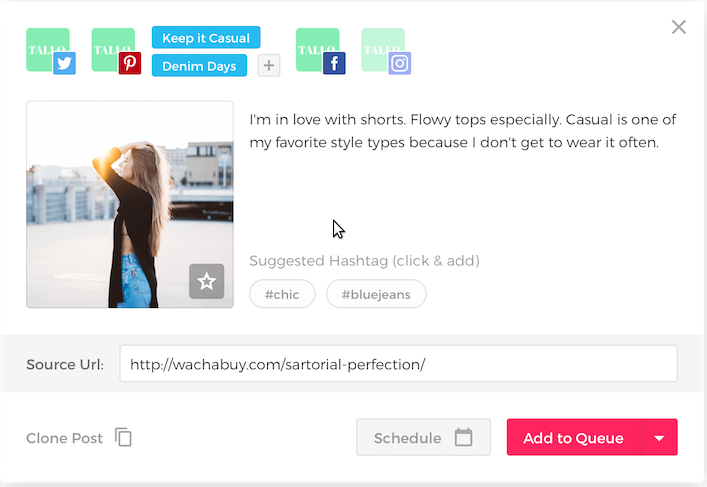 TALLO
TALLO
Keep it Casual
Denim Days
TALLO
TALLO
I'm in love with shorts. Flowy tops especially. Casual is one of
my favorite style types because I don't get to wear it often.
Suggested Hashtag (click & add)
#chic
#bluejeans
Source Url:
http://wachabuy.com/sartorial-perfection/
Clone Post
Schedule
Add to Queue